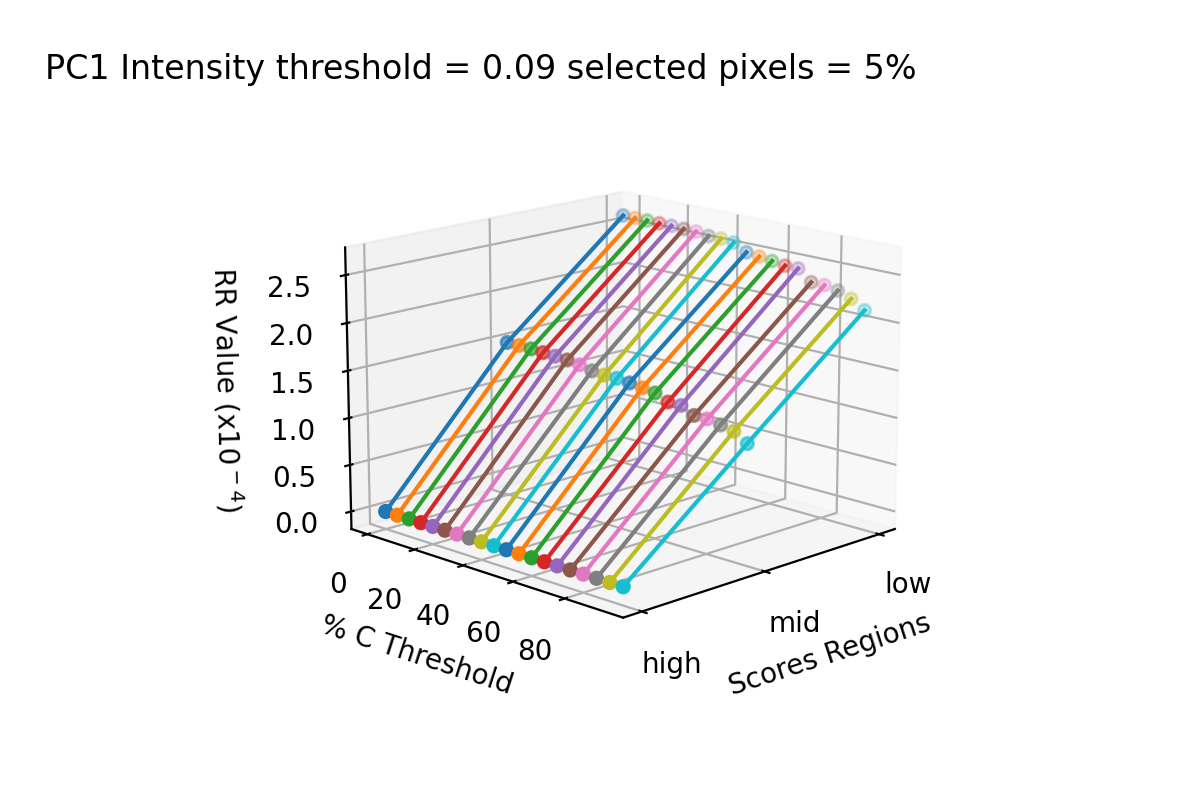 PC1 Intensity threshold = 0.09 selected pixels = 5%
RR Value (x10⁻⁴)
2.5
2.0
1.5
1.0
0.5
0.0
0
20
40
60
80
% C Threshold
high
mid
low
Scores Regions